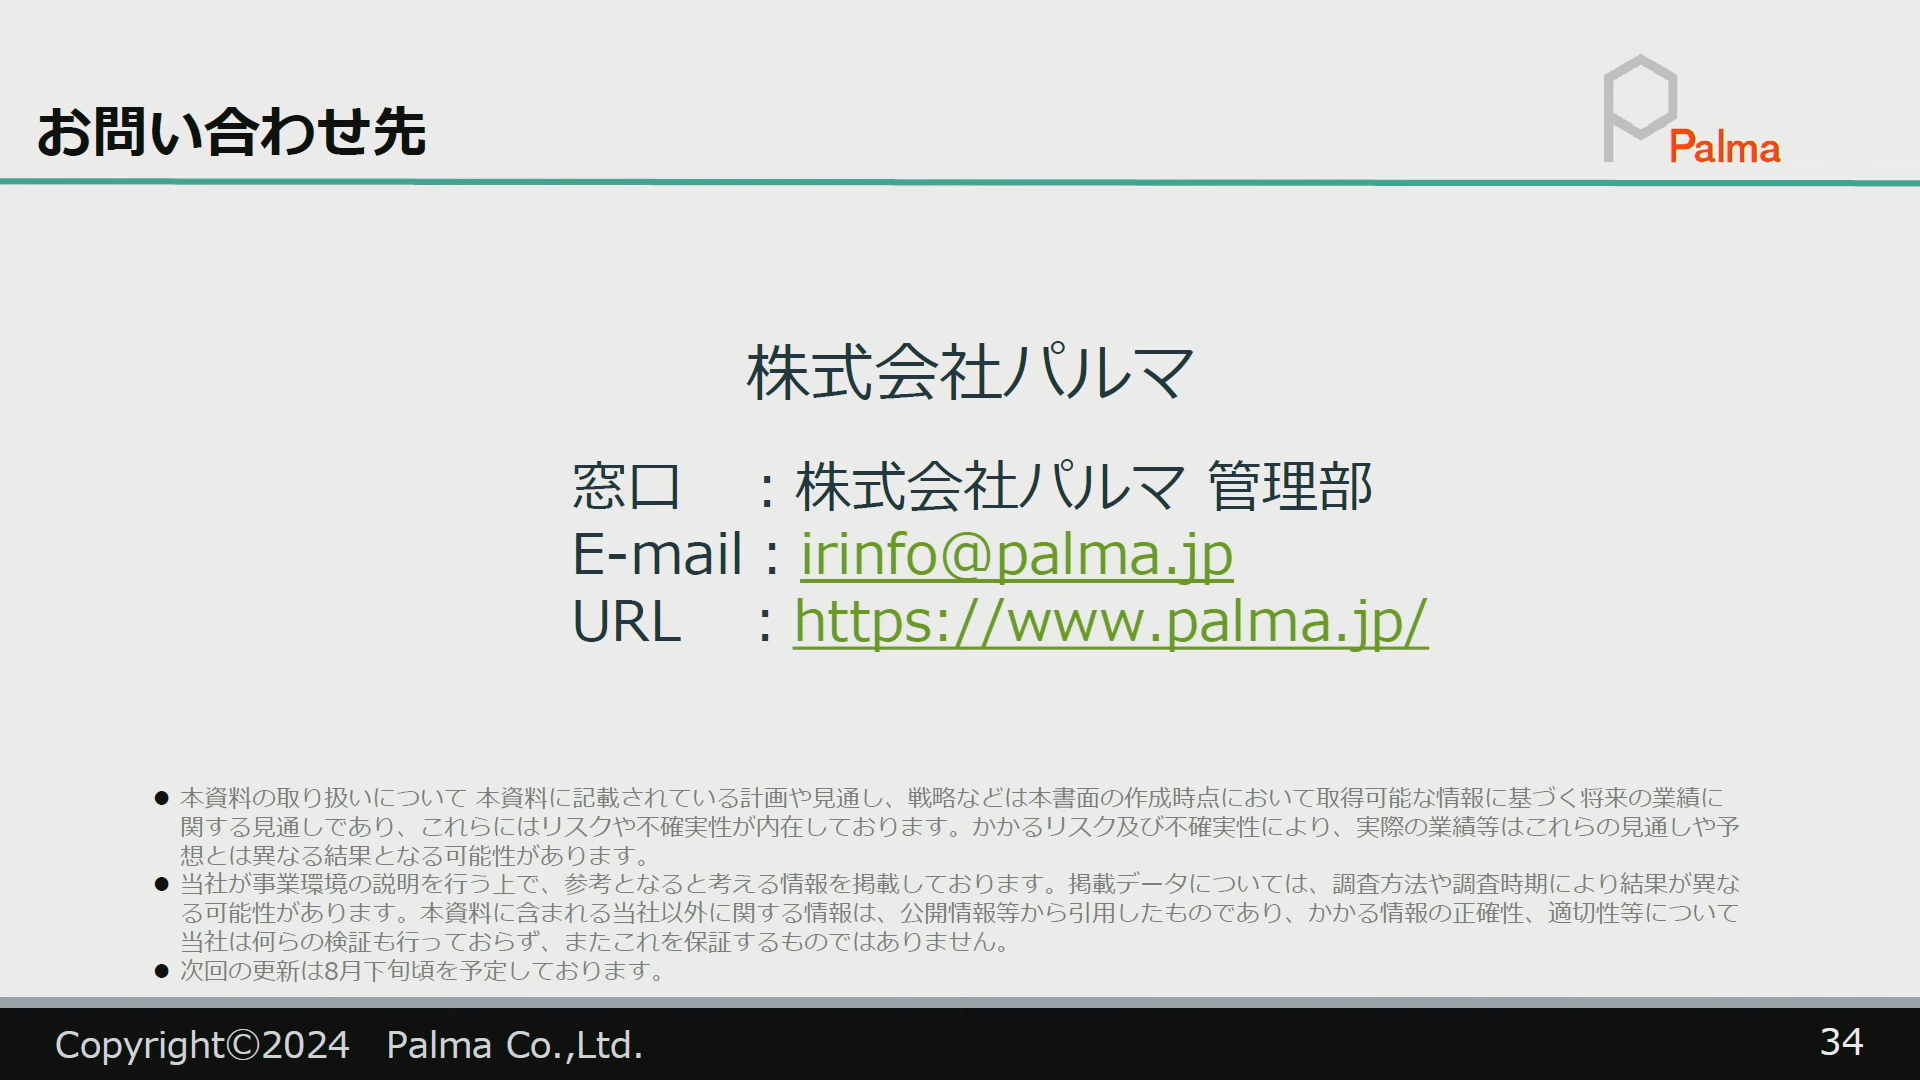 お問い合わせ先
Palma
株式会社パルマ
窓口　：株式会社パルマ 管理部
E-mail：irinfo@palma.jp
URL　：https://www.palma.jp/
● 本資料の取り扱いについて 本資料に記載されている計画や見通し、戦略などは本書面の作成時点において取得可能な情報に基づく将来の業績に
関する見通しであり、これらにはリスクや不確実性が内在しております。かかるリスク及び不確実性により、実際の業績等はこれらの見通しや予
想とは異なる結果となる可能性があります。
● 当社が事業環境の説明を行う上で、参考となると考える情報を掲載しております。掲載データについては、調査方法や調査時期により結果が異な
る可能性があります。本資料に含まれる当社以外に関する情報は、公開情報等から引用したものであり、かかる情報の正確性、適切性等について
当社は何らの検証も行っておらず、またこれを保証するものではありません。
● 次回の更新は8月下旬頃を予定しております。
Copyright©2024　Palma Co.,Ltd.
34